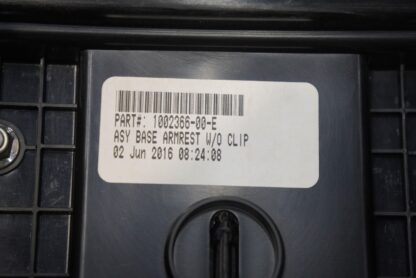 PART#: 1002366-00-E
ASY BASE ARMREST W/O CLIP
02 Jun 2016 08:24:08